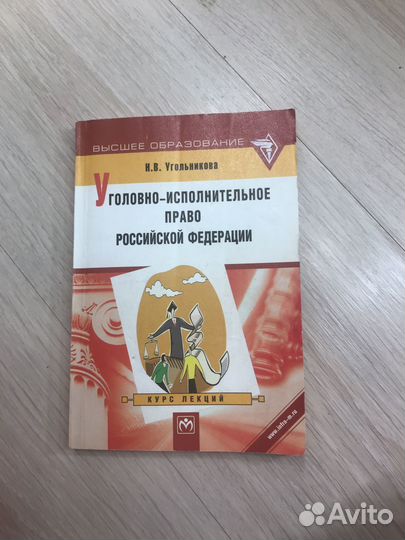 ВЫСШЕЕ ОБРАЗОВАНИЕ
Н.В. Угольникова
УГОЛОВНО-ИСПОЛНИТЕЛЬНОЕ
ПРАВО
РОССИЙСКОЙ ФЕДЕРАЦИИ
КУРС ЛЕКЦИЙ
www.infra-m.ru
Avito